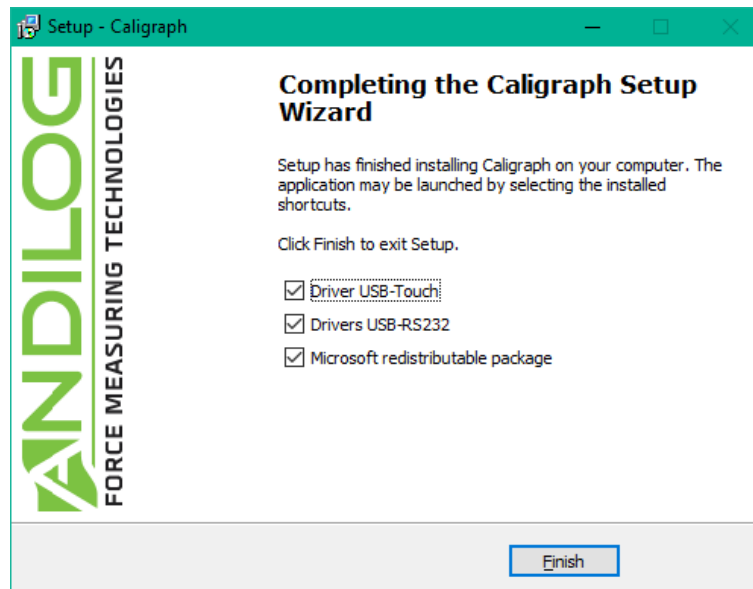 Setup - Caligraph
ANDILOG
FORCE MEASURING TECHNOLOGIES
Completing the Caligraph Setup
Wizard
Setup has finished installing Caligraph on your computer. The
application may be launched by selecting the installed
shortcuts.
Click Finish to exit Setup.
Driver USB-Touch
Drivers USB-RS232
Microsoft redistributable package
Finish